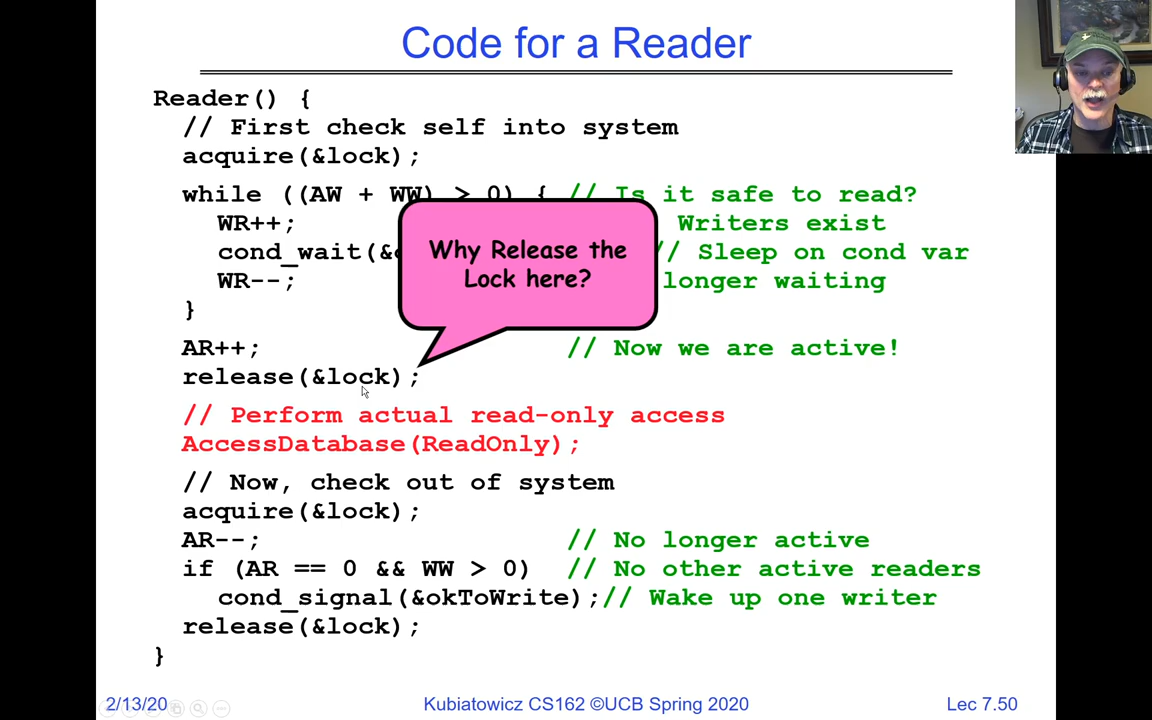 Code for a Reader
Reader() {
// First check self into system
acquire(&lock);
while ((AW + WW) > 0) { // Is it safe to read?
WR++; Writers exist
cond_wait(& // Sleep on cond var
WR--; longer waiting
}
Why Release the
Lock here?
AR++; // Now we are active!
release(&lock);
// Perform actual read-only access
AccessDatabase(ReadOnly);
// Now, check out of system
acquire(&lock);
AR--; // No longer active
if (AR == 0 && WW > 0) // No other active readers
cond_signal(&okToWrite);// Wake up one writer
release(&lock);
}
2/13/20 Kubiatowicz CS162 ©UCB Spring 2020 Lec 7.50